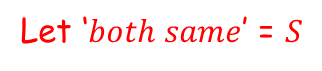 Let 'both same' = S